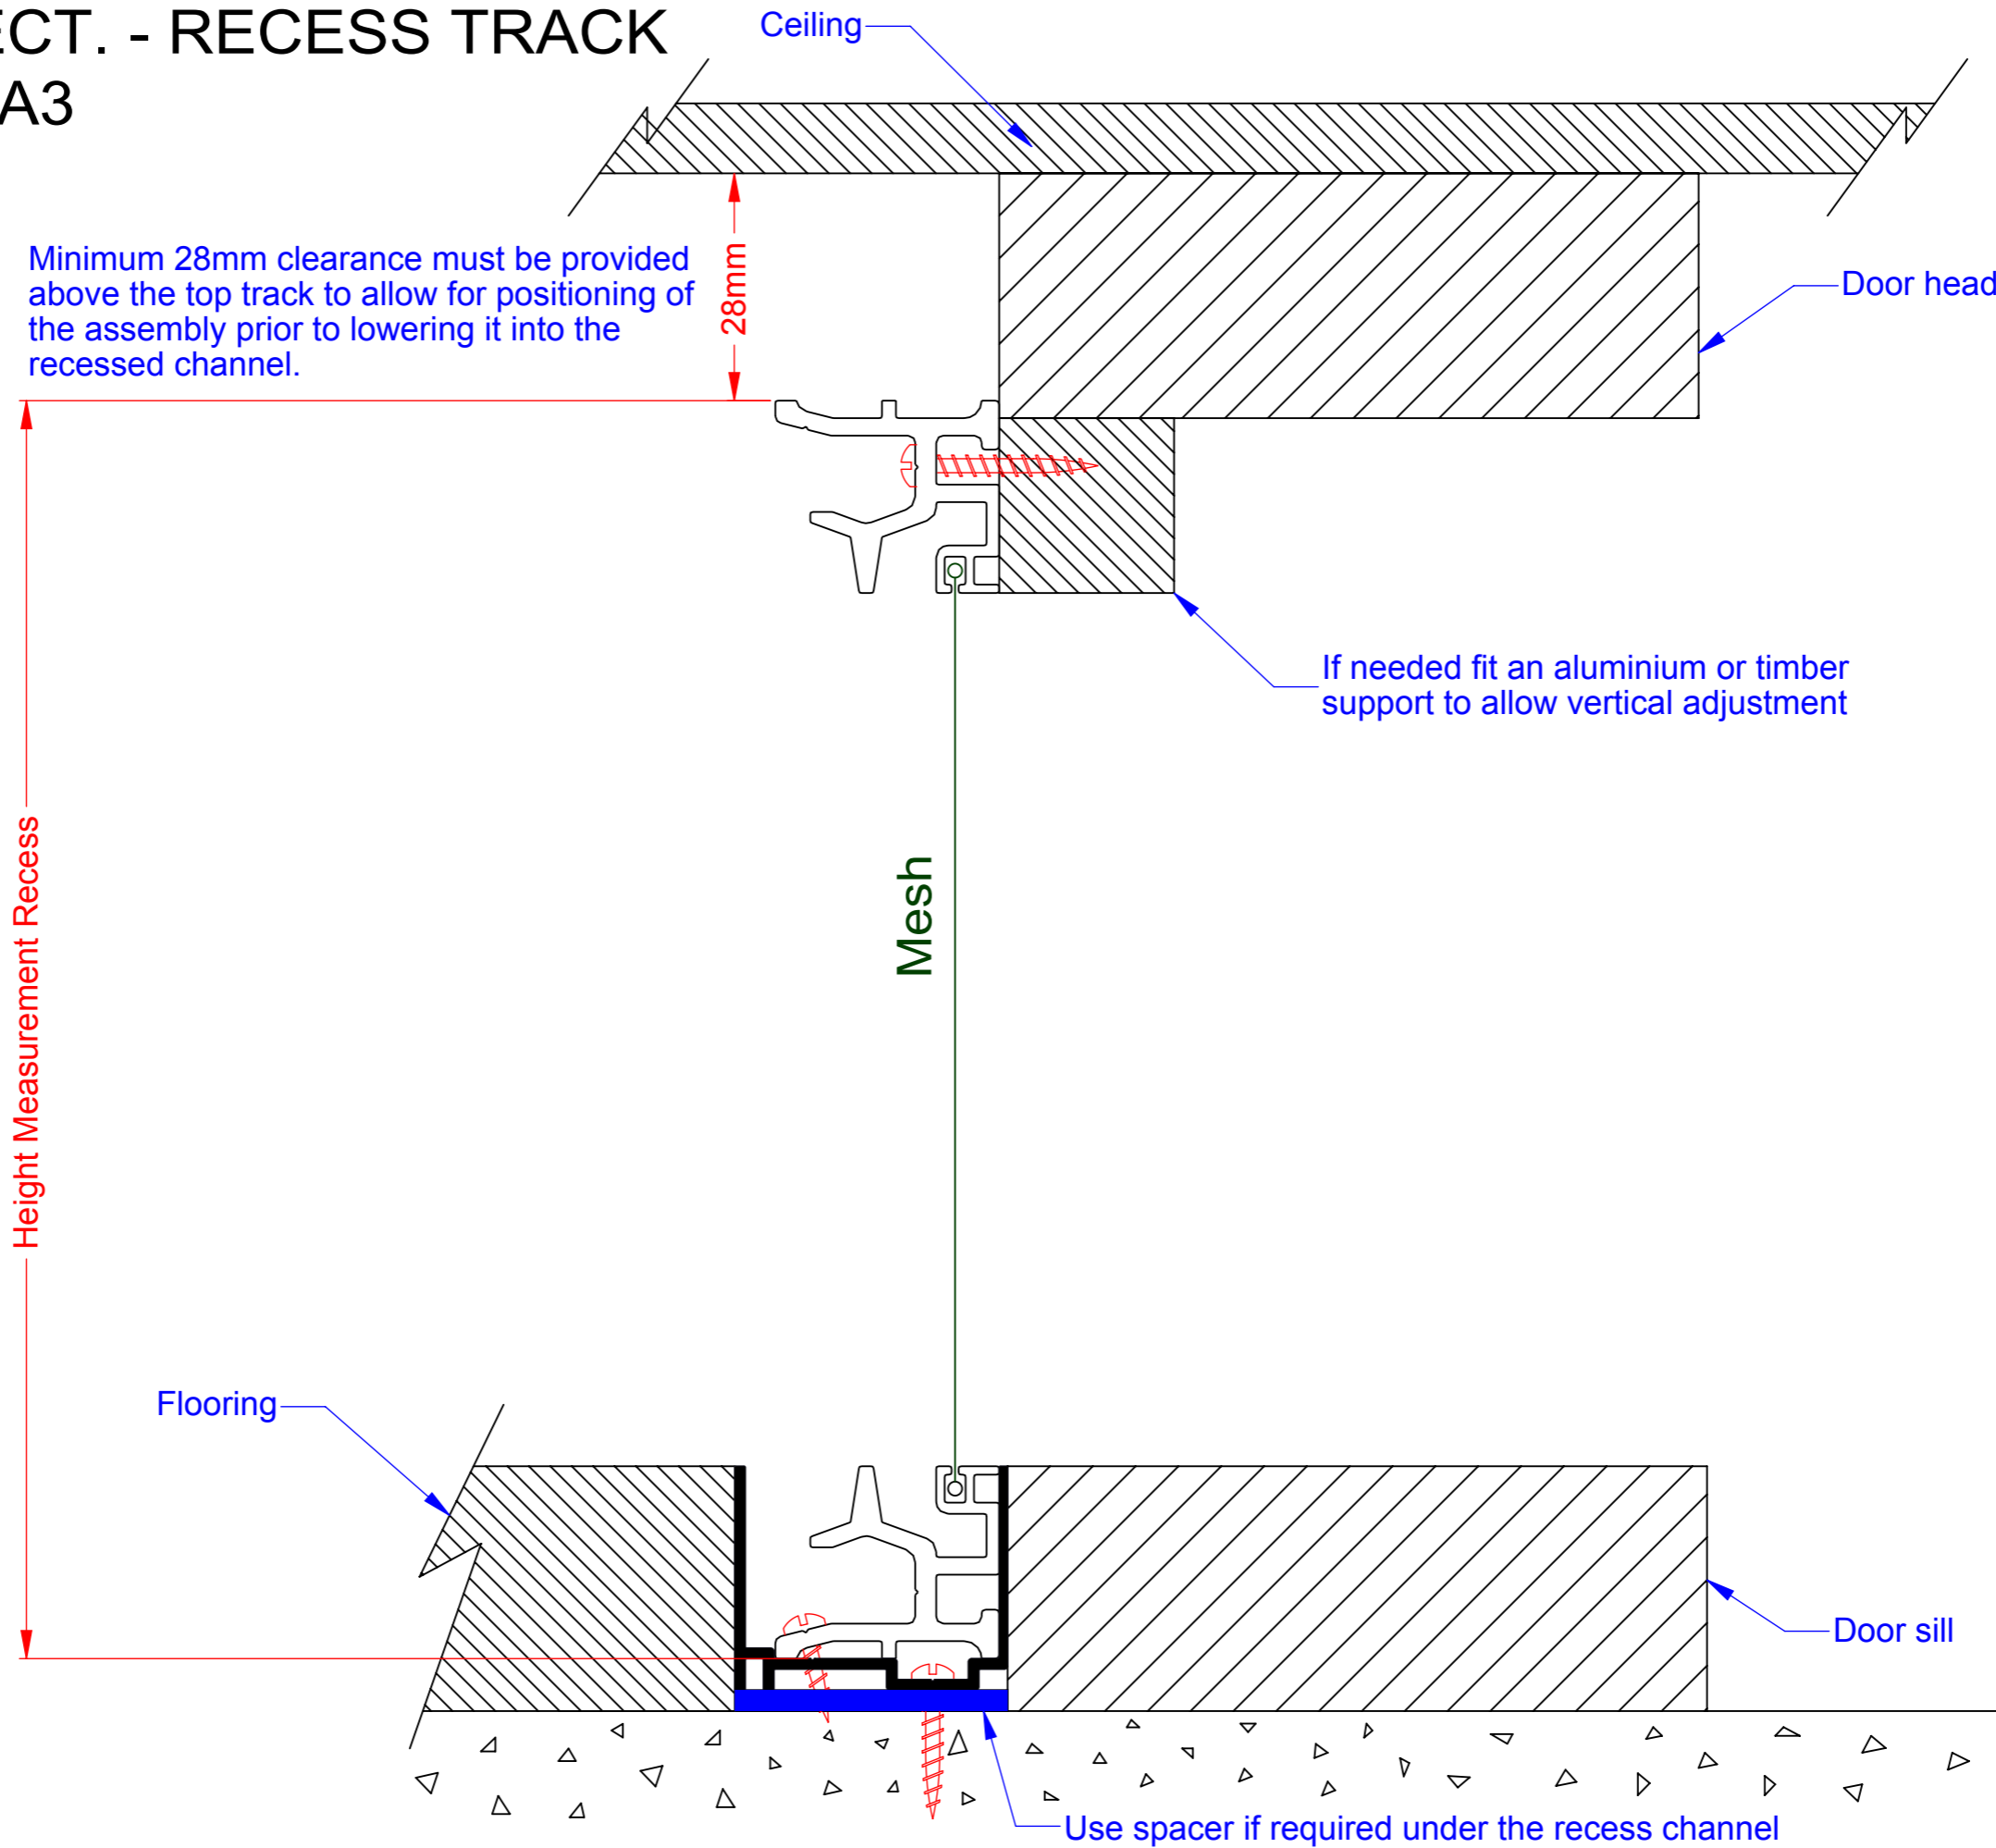 ECT. - RECESS TRACK
A3
Ceiling
Minimum 28mm clearance must be provided
above the top track to allow for positioning of
the assembly prior to lowering it into the
recessed channel.
28mm
Door head
If needed fit an aluminium or timber
support to allow vertical adjustment
Height Measurement Recess
Mesh
Flooring
Door sill
Use spacer if required under the recess channel